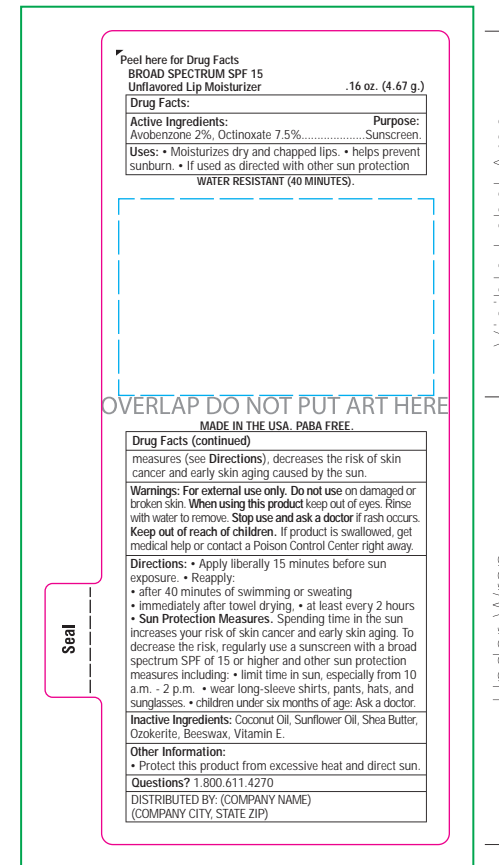 Peel here for Drug Facts
BROAD SPECTRUM SPF 15
Unflavored Lip Moisturizer .16 oz. (4.67 g.)
Drug Facts:
Active Ingredients: Purpose:
Avobenzone 2%, Octinoxate 7.5%....................Sunscreen.
Uses: • Moisturizes dry and chapped lips. • helps prevent
sunburn. • If used as directed with other sun protection
WATER RESISTANT (40 MINUTES).
OVERLAP DO NOT PUT ART HERE
MADE IN THE USA. PABA FREE.
Drug Facts (continued)
measures (see Directions), decreases the risk of skin
cancer and early skin aging caused by the sun.
Warnings: For external use only. Do not use on damaged or
broken skin. When using this product keep out of eyes. Rinse
with water to remove. Stop use and ask a doctor if rash occurs.
Keep out of reach of children. If product is swallowed, get
medical help or contact a Poison Control Center right away.
Directions: • Apply liberally 15 minutes before sun
exposure. • Reapply:
• after 40 minutes of swimming or sweating
• immediately after towel drying, • at least every 2 hours
• Sun Protection Measures. Spending time in the sun
increases your risk of skin cancer and early skin aging. To
decrease the risk, regularly use a sunscreen with a broad
spectrum SPF of 15 or higher and other sun protection
measures including: • limit time in sun, especially from 10
a.m. - 2 p.m. • wear long-sleeve shirts, pants, hats, and
sunglasses. • children under six months of age: Ask a doctor.
Inactive Ingredients: Coconut Oil, Sunflower Oil, Shea Butter,
Ozokerite, Beeswax, Vitamin E.
Other Information:
• Protect this product from excessive heat and direct sun.
Questions? 1.800.611.4270
DISTRIBUTED BY: (COMPANY NAME)
(COMPANY CITY, STATE ZIP)
Seal